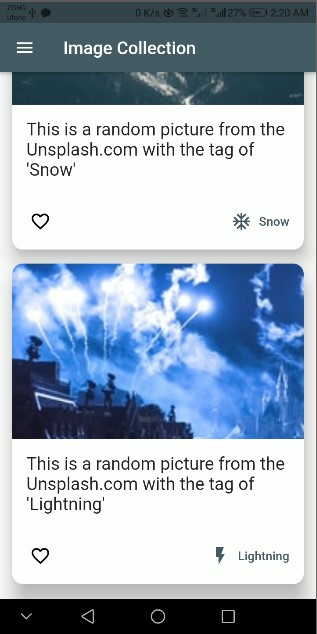 ZONG
Ufone
0 K/s
27%
2:20 AM
Image Collection
This is a random picture from the
Unsplash.com with the tag of
'Snow'
Snow
This is a random picture from the
Unsplash.com with the tag of
'Lightning'
Lightning